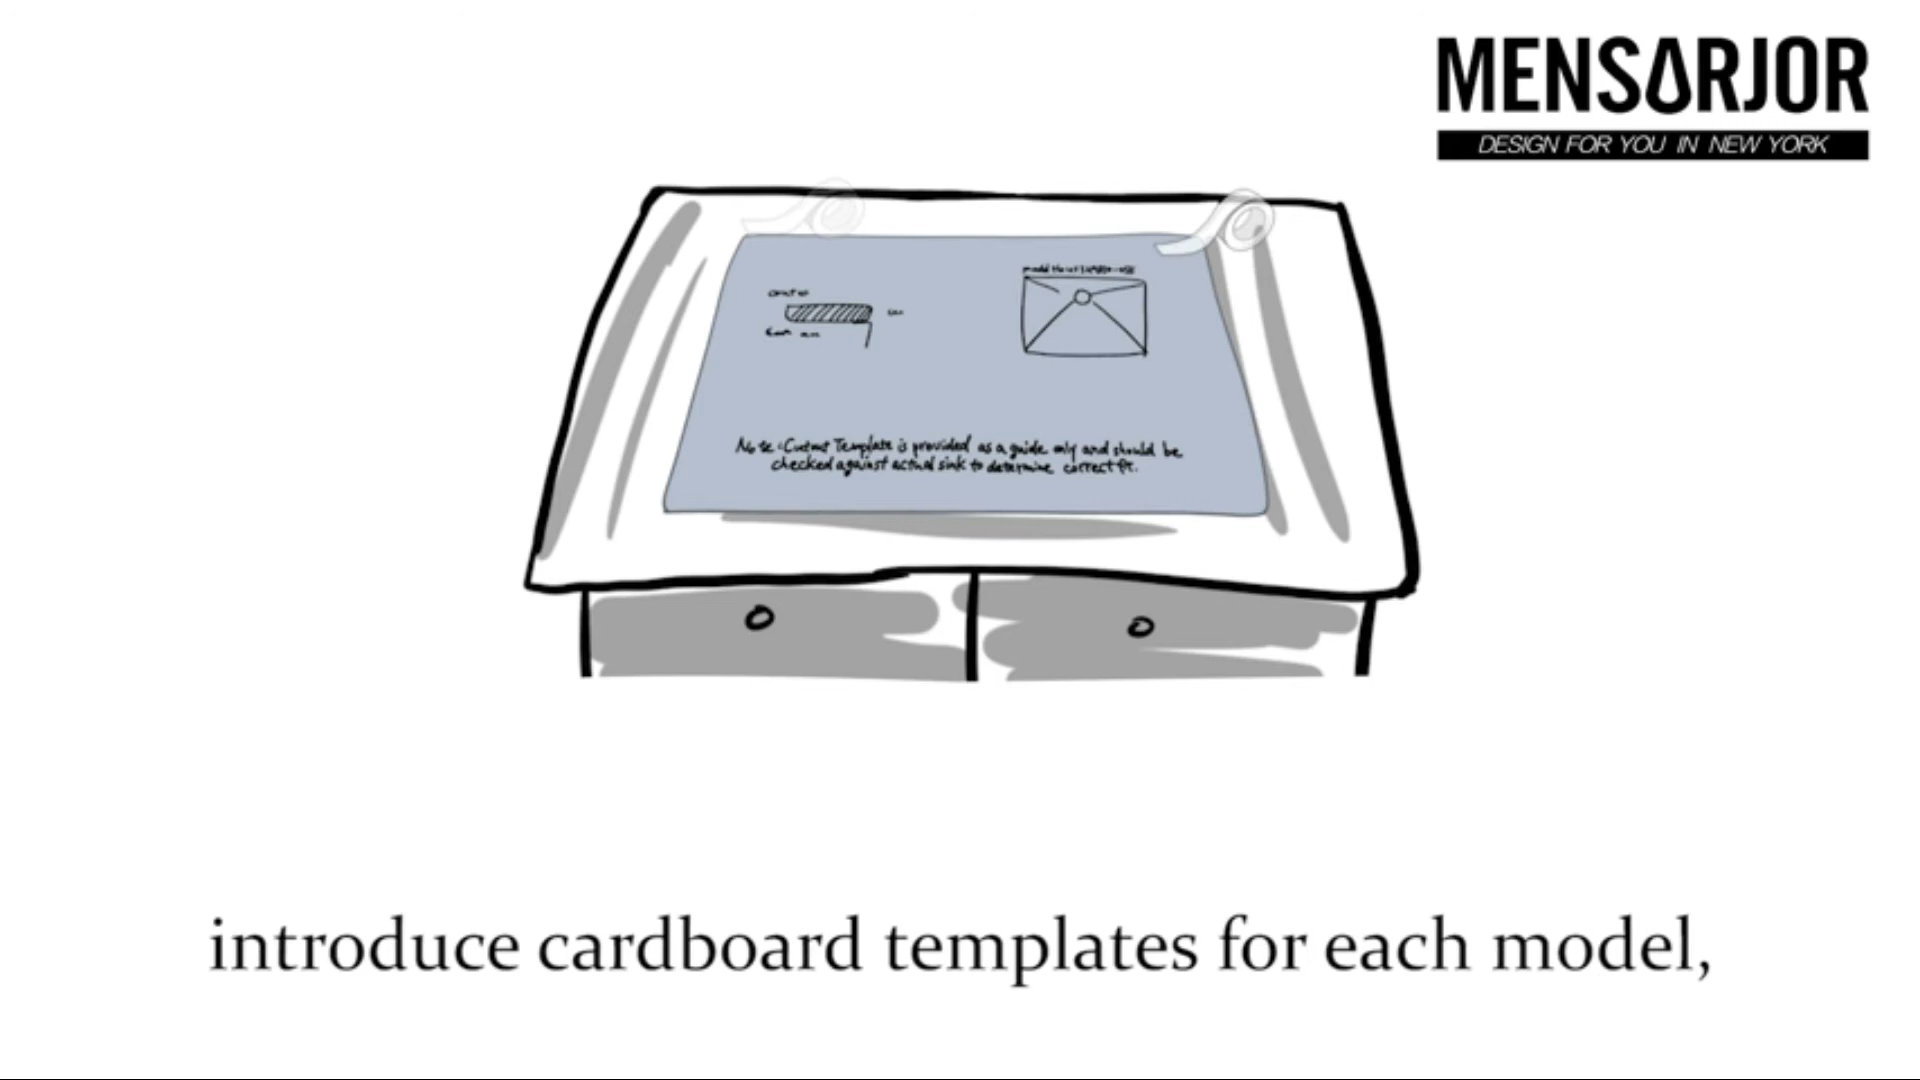 MENSARJOR
DESIGN FOR YOU IN NEW YORK
Note: Cutout Template is provided as a guide only and should be
checked against actual sink to determine correct fit.
introduce cardboard templates for each model,